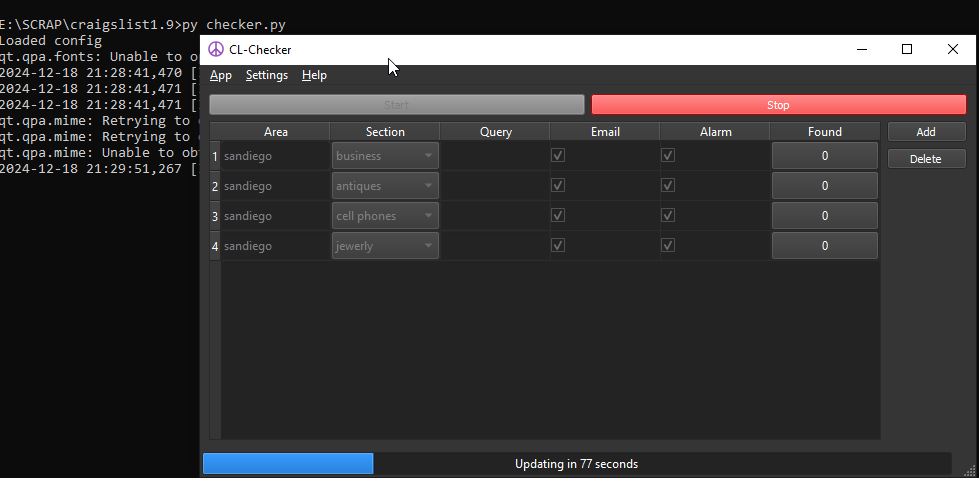 E:\SCRAP\craigslist1.9>py checker.py
Loaded config
qt.qpa.fonts: Unable to o
2024-12-18 21:28:41,470 [
2024-12-18 21:28:41,471 [
2024-12-18 21:28:41,471 [
qt.qpa.mime: Retrying to
qt.qpa.mime: Retrying to
qt.qpa.mime: Unable to ob
2024-12-18 21:29:51,267 [
CL-Checker
App Settings Help
Start Stop
Area Section Query Email Alarm Found Add
1 sandiego business 0 Delete
2 sandiego antiques 0
3 sandiego cell phones 0
4 sandiego jewerly 0
Updating in 77 seconds